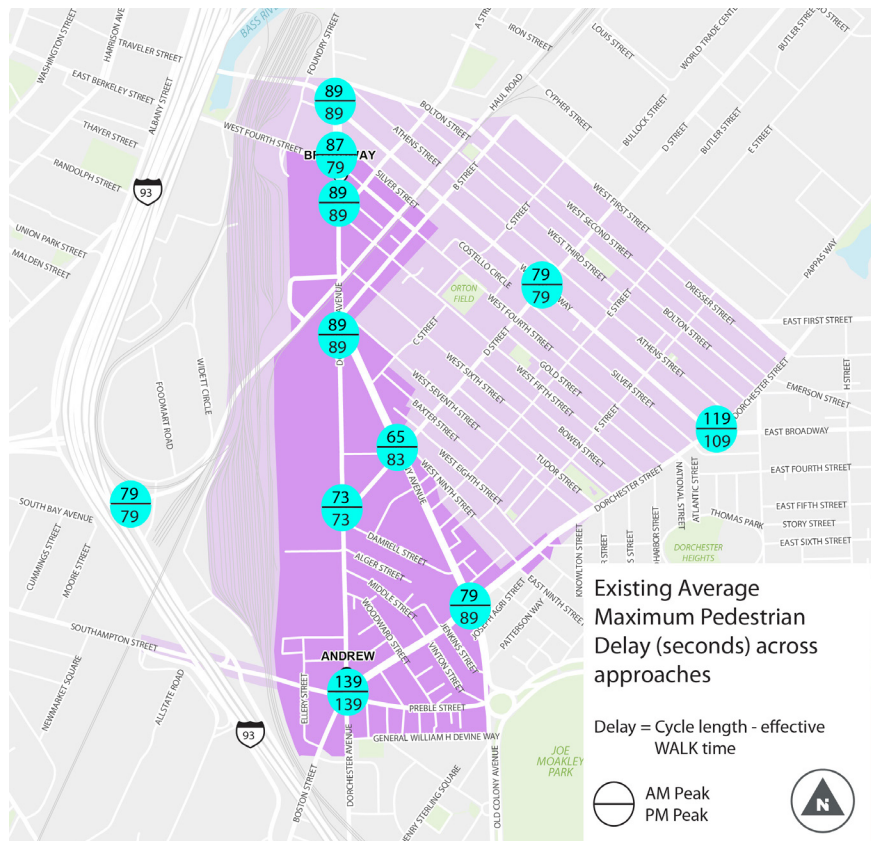 BASS RIVER
WASHINGTON STREET
TRAVELER STREET
EAST BERKELEY STREET
THAYER STREET
RANDOLPH STREET
UNION PARK STREET
MALDEN STREET
ALBANY STREET
93
FOUNDRY STREET
WEST FOURTH STREET
A STREET
IRON STREET
LOUIS STREET
WORLD TRADE CENTER
BUTLER STREET
HAUL ROAD
CYPHER STREET
BULLOCK STREET
D STREET
BUTLER STREET
E STREET
PAPPAS WAY
89
89
87
79
89
89
BOLTON STREET
ATHENS STREET
SILVER STREET
B STREET
C STREET
WEST FIRST STREET
WEST SECOND STREET
WEST THIRD STREET
COSTELLO CIRCLE
ORTON
FIELD
79
79
E STREET
DRESSER STREET
BOLTON STREET
ATHENS STREET
SILVER STREET
WEST FOURTH STREET
GOLD STREET
WEST FIFTH STREET
BOWEN STREET
F STREET
TUDOR STREET
D STREET
C STREET
WEST SIXTH STREET
WEST SEVENTH STREET
BAXTER STREET
WEST EIGHTH STREET
WEST NINTH STREET
89
89
65
83
73
73
WIDETT CIRCLE
FOODMART ROAD
79
79
SOUTH BAY AVENUE
CUMMINGS STREET
MOORE STREET
SOUTHAMPTON STREET
NEWMARKET SQUARE
ALLSTATE ROAD
93
EAST FIRST STREET
DORCHESTER STREET
EMERSON STREET
H STREET
119
109
EAST BROADWAY
EAST FOURTH STREET
EAST FIFTH STREET
STORY STREET
EAST SIXTH STREET
THOMAS PARK
NATIONAL STREET
ATLANTIC STREET
DORCHESTER
HEIGHTS
DORCHESTER STREET
KNOWLTON STREET
DAMRELL STREET
ALGER STREET
MIDDLE STREET
WOODWARD STREET
79
89
JOSEPH AGRI STREET
EAST NINTH STREET
PATTERSON WAY
JENKINS STREET
VINTON STREET
ANDREW
139
139
ELLERY STREET
PREBLE STREET
GENERAL WILLIAM H DEVINE WAY
BOSTON STREET
DORCHESTER AVENUE
OLD COLONY AVENUE
JOE
MOAKLEY
PARK
Existing Average
Maximum Pedestrian
Delay (seconds) across
approaches
Delay = Cycle length - effective
WALK time
AM Peak
PM Peak
N